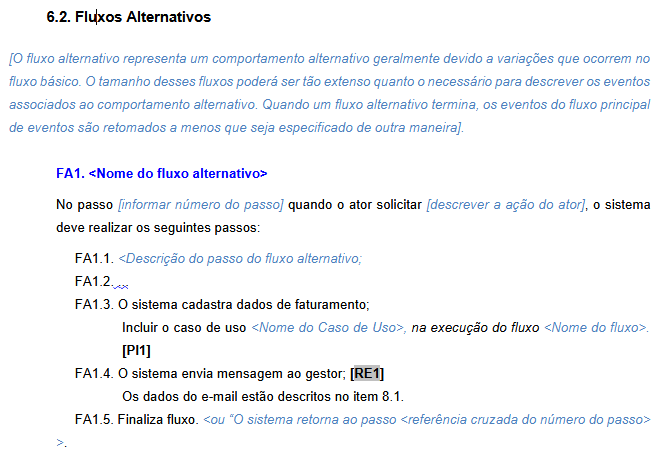 6.2. Fluxos Alternativos
[O fluxo alternativo representa um comportamento alternativo geralmente devido a variações que ocorrem no
fluxo básico. O tamanho desses fluxos poderá ser tão extenso quanto o necessário para descrever os eventos
associados ao comportamento alternativo. Quando um fluxo alternativo termina, os eventos do fluxo principal
de eventos são retomados a menos que seja especificado de outra maneira].
FA1. <Nome do fluxo alternativo>
No passo [informar número do passo] quando o ator solicitar [descrever a ação do ator], o sistema
deve realizar os seguintes passos:
FA1.1. <Descrição do passo do fluxo alternativo;
FA1.2.
FA1.3. O sistema cadastra dados de faturamento;
Incluir o caso de uso <Nome do Caso de Uso>, na execução do fluxo <Nome do fluxo>.
[PI1]
FA1.4. O sistema envia mensagem ao gestor; [RE1]
Os dados do e-mail estão descritos no item 8.1.
FA1.5. Finaliza fluxo. <ou “O sistema retorna ao passo <referência cruzada do número do passo>
>.